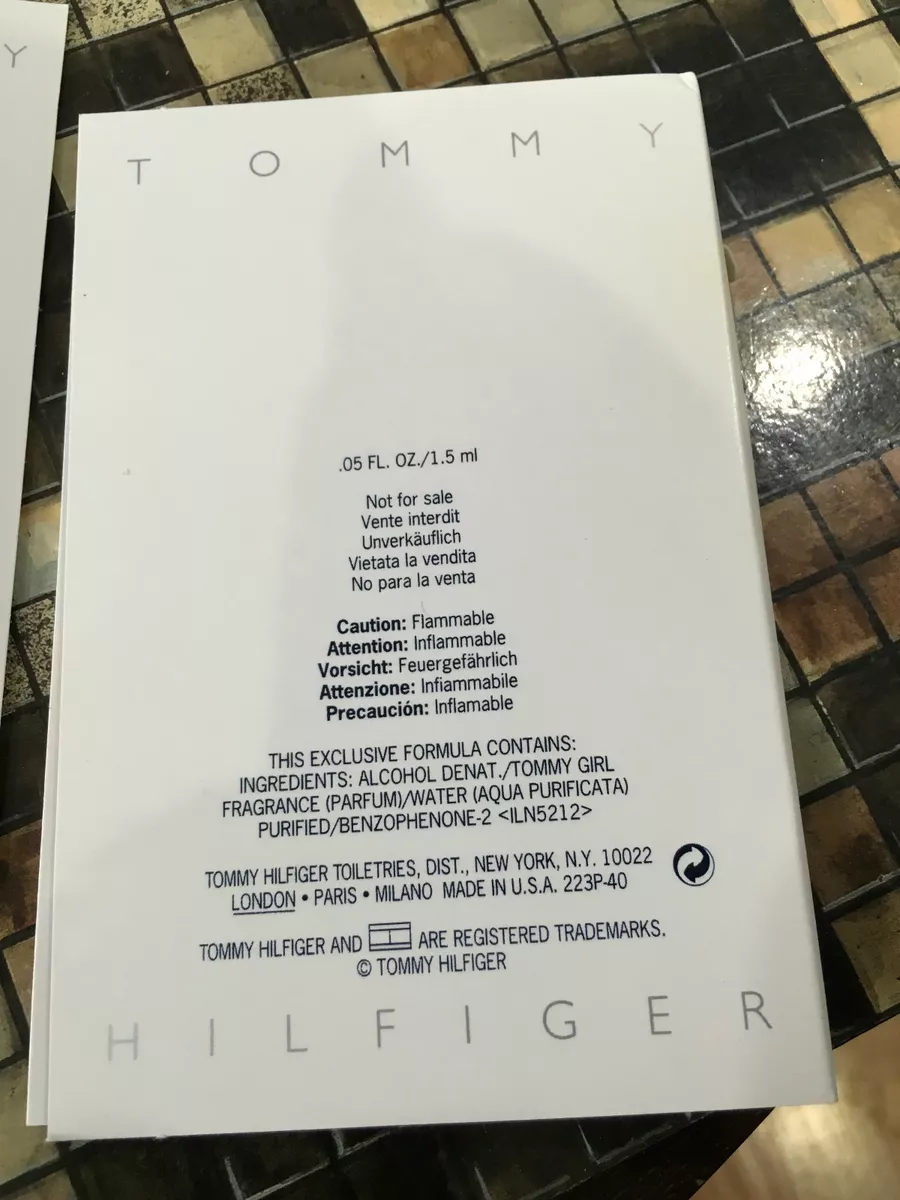 Y
T O M M Y
.05 FL. OZ./1.5 ml
Not for sale
Vente interdit
Unverkäuflich
Vietata la vendita
No para la venta
Caution: Flammable
Attention: Inflammable
Vorsicht: Feuergefährlich
Attenzione: Infiammabile
Precaución: Inflamable
THIS EXCLUSIVE FORMULA CONTAINS:
INGREDIENTS: ALCOHOL DENAT./TOMMY GIRL
FRAGRANCE (PARFUM)/WATER (AQUA PURIFICATA)
PURIFIED/BENZOPHENONE-2 <ILN5212>
TOMMY HILFIGER TOILETRIES, DIST., NEW YORK, N.Y. 10022
LONDON • PARIS • MILANO MADE IN U.S.A. 223P-40
TOMMY HILFIGER AND ARE REGISTERED TRADEMARKS.
© TOMMY HILFIGER
H I L F I G E R